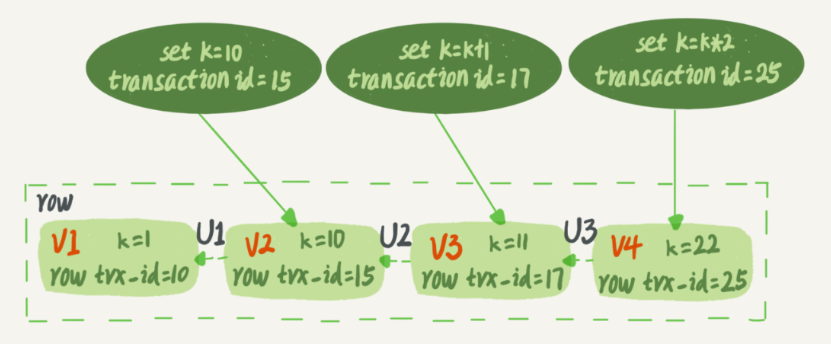 set k=10
transaction id=15
set k=k+1
transaction id=17
set k=k*2
transaction id=25
row
V1 k=1
row trx-id=10
U1
V2 k=10
row trx-id=15
U2
V3 k=11
row trx-id=17
U3
V4 k=22
row trx-id=25